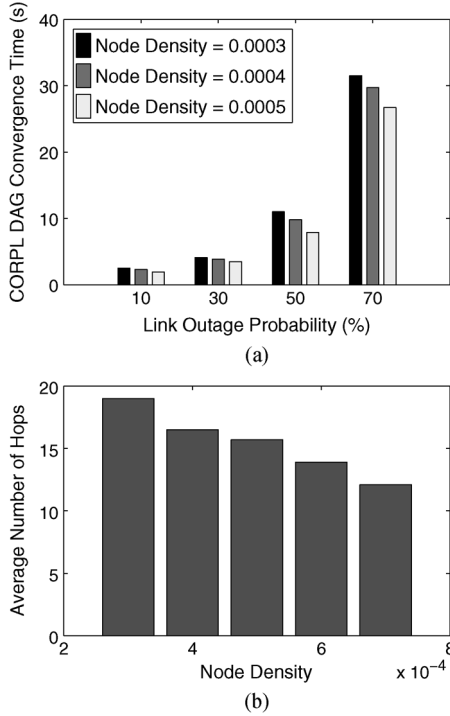 40
30
20
10
0
CORPL DAG Convergence Time (s)
Node Density = 0.0003
Node Density = 0.0004
Node Density = 0.0005
10 30 50 70
Link Outage Probability (%)
(a)
20
15
10
5
0
Average Number of Hops
2 4 6 8
Node Density
x 10⁻⁴
(b)